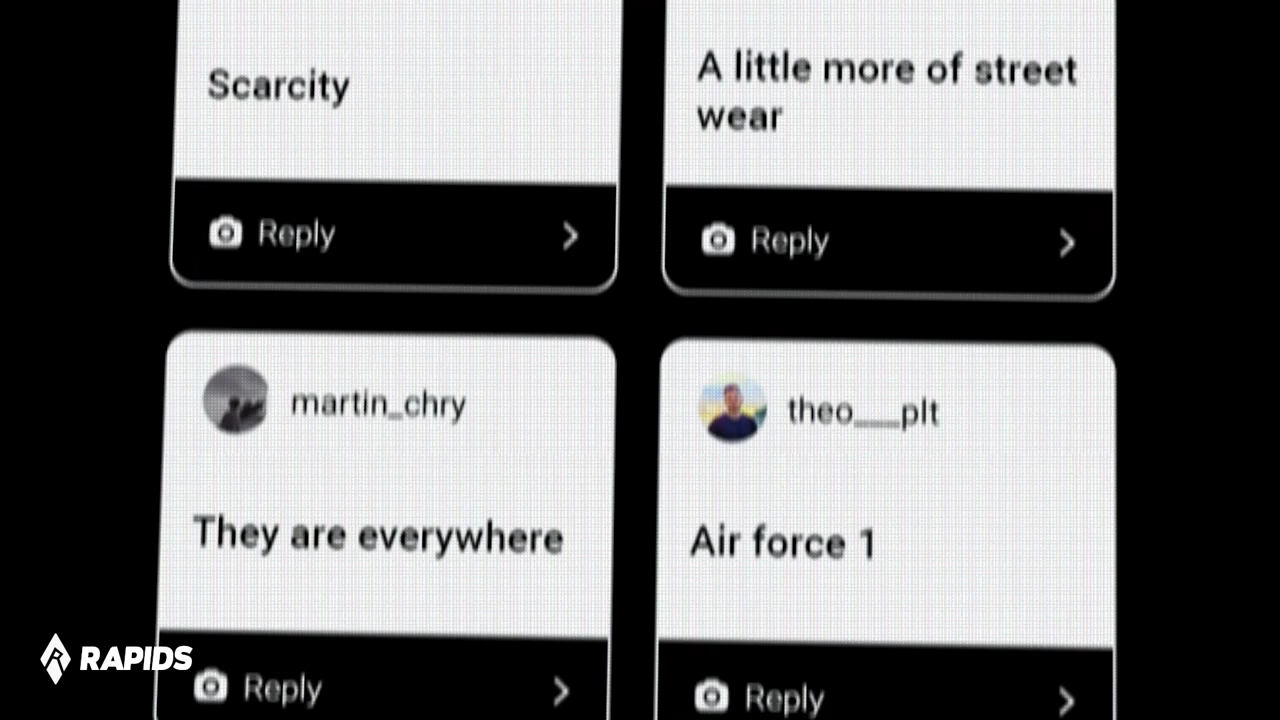 Scarcity
A little more of street
wear
Reply
Reply
martin_chry
theo___plt
They are everywhere
Air force 1
RAPIDS
Reply
Reply